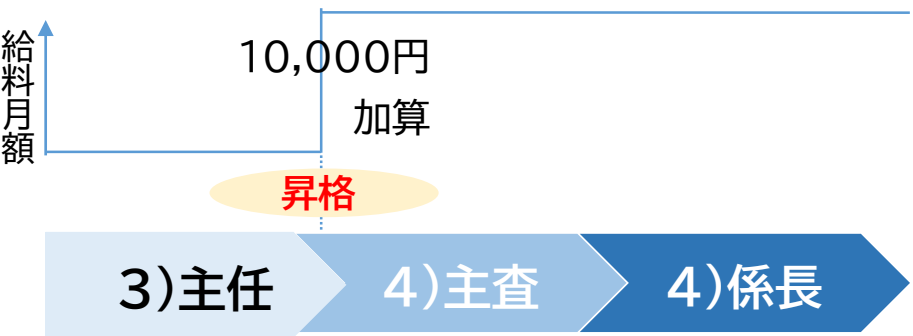 給料月額
10,000円
加算
昇格
3)主任
4)主査
4)係長